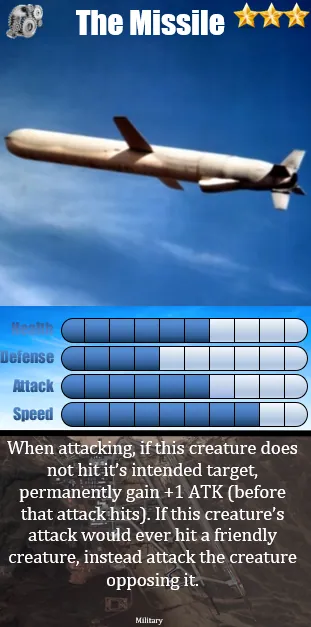 The Missile
Health
Defense
Attack
Speed
When attacking, if this creature does
not hit it's intended target,
permanently gain +1 ATK (before
that attack hits). If this creature's
attack would ever hit a friendly
creature, instead attack the creature
opposing it.
Military